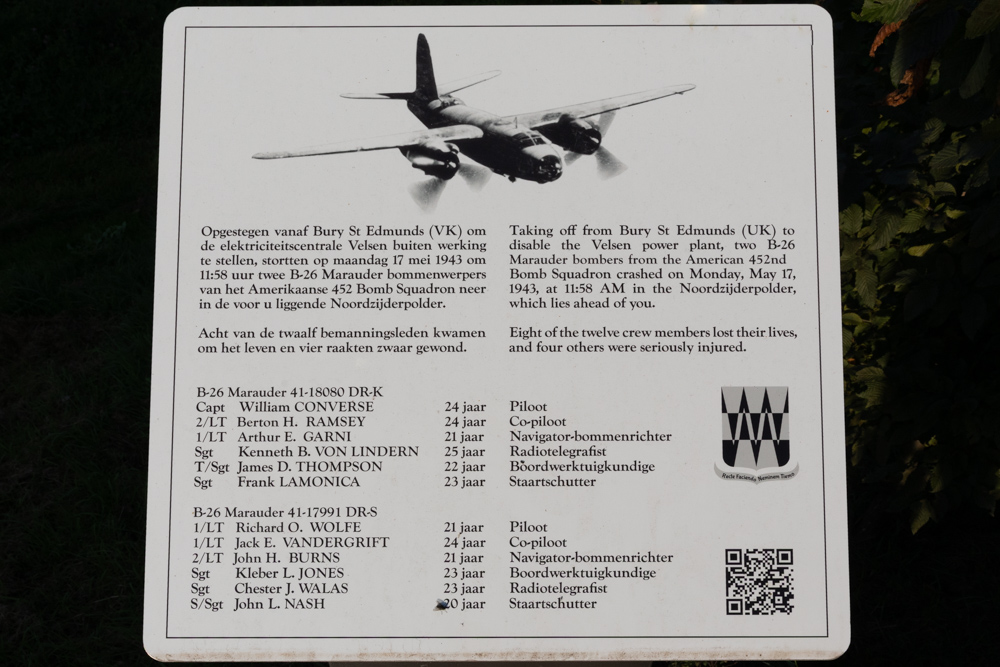 Opgestegen vanaf Bury St Edmunds (VK) om
de elektriciteitscentrale Velsen buiten werking
te stellen, stortten op maandag 17 mei 1943 om
11:58 uur twee B-26 Marauder bommenwerpers
van het Amerikaanse 452 Bomb Squadron neer
in de voor u liggende Noordzijderpolder.
Acht van de twaalf bemanningsleden kwamen
om het leven en vier raakten zwaar gewond.
Taking off from Bury St Edmunds (UK) to
disable the Velsen power plant, two B-26
Marauder bombers from the American 452nd
Bomb Squadron crashed on Monday, May 17,
1943, at 11:58 AM in the Noordzijderpolder,
which lies ahead of you.
Eight of the twelve crew members lost their lives,
and four others were seriously injured.
B-26 Marauder 41-18080 DR-K
Capt William CONVERSE 24 jaar Piloot
2/LT Berton H. RAMSEY 24 jaar Co-piloot
1/LT Arthur E. GARNI 21 jaar Navigator-bommenrichter
Sgt Kenneth B. VON LINDERN 25 jaar Radiotelegrafist
T/Sgt James D. THOMPSON 22 jaar Boordwerktuigkundige
Sgt Frank LAMONICA 23 jaar Staartschutter
B-26 Marauder 41-17991 DR-S
1/LT Richard O. WOLFE 21 jaar Piloot
1/LT Jack E. VANDERGRIFT 24 jaar Co-piloot
2/LT John H. BURNS 21 jaar Navigator-bommenrichter
Sgt Kleber L. JONES 23 jaar Boordwerktuigkundige
Sgt Chester J. WALAS 23 jaar Radiotelegrafist
S/Sgt John L. NASH 20 jaar Staartschutter
Recte Faciendo Neminem Timeo